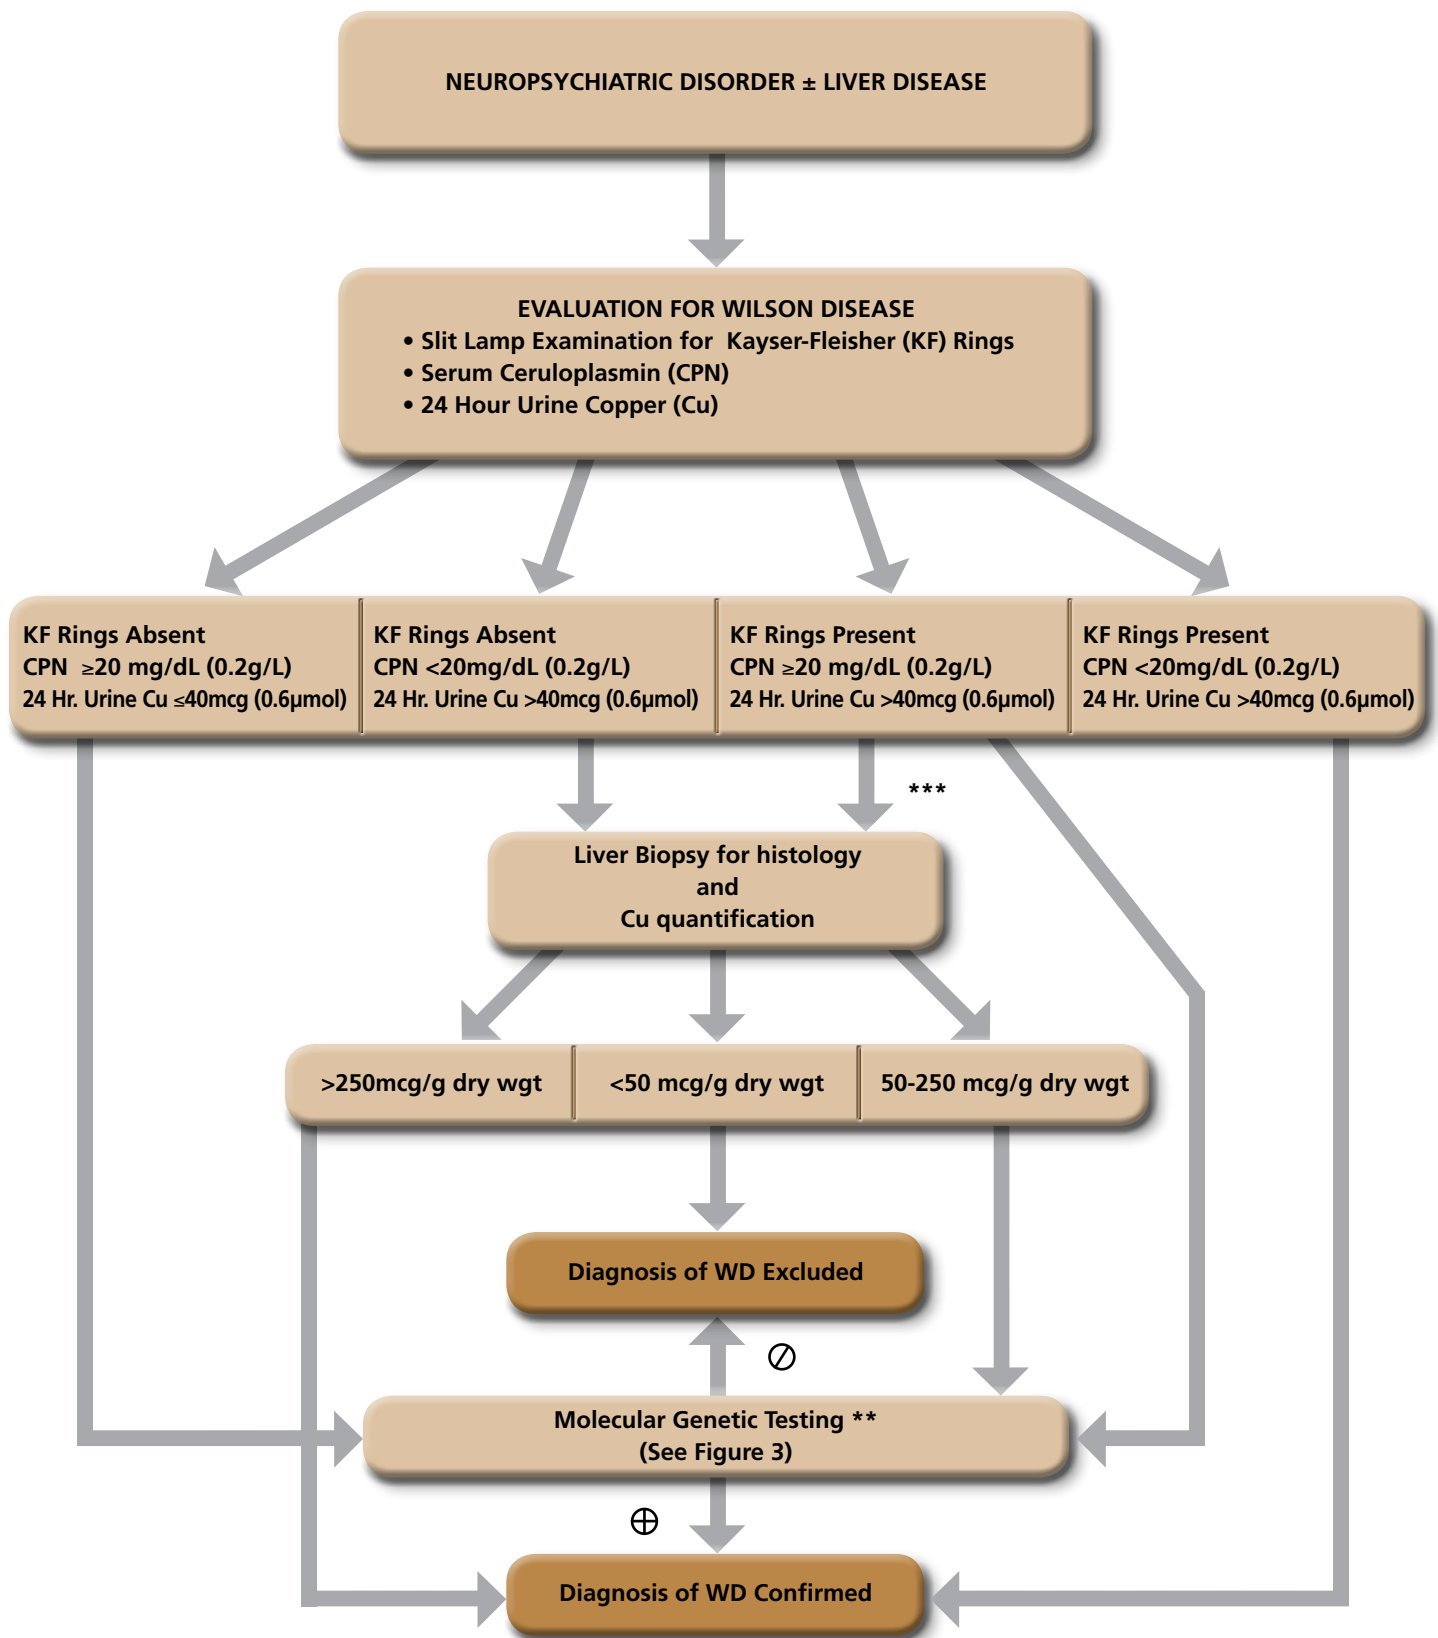 NEUROPSYCHIATRIC DISORDER ± LIVER DISEASE
EVALUATION FOR WILSON DISEASE
• Slit Lamp Examination for Kayser-Fleisher (KF) Rings
• Serum Ceruloplasmin (CPN)
• 24 Hour Urine Copper (Cu)
KF Rings Absent
CPN ≥20 mg/dL (0.2g/L)
24 Hr. Urine Cu ≤40mcg (0.6µmol)
KF Rings Absent
CPN <20mg/dL (0.2g/L)
24 Hr. Urine Cu >40mcg (0.6µmol)
KF Rings Present
CPN ≥20 mg/dL (0.2g/L)
24 Hr. Urine Cu >40mcg (0.6µmol)
KF Rings Present
CPN <20mg/dL (0.2g/L)
24 Hr. Urine Cu >40mcg (0.6µmol)
***
Liver Biopsy for histology
and
Cu quantification
>250mcg/g dry wgt
<50 mcg/g dry wgt
50-250 mcg/g dry wgt
Diagnosis of WD Excluded
⊘
Molecular Genetic Testing **
(See Figure 3)
⊕
Diagnosis of WD Confirmed